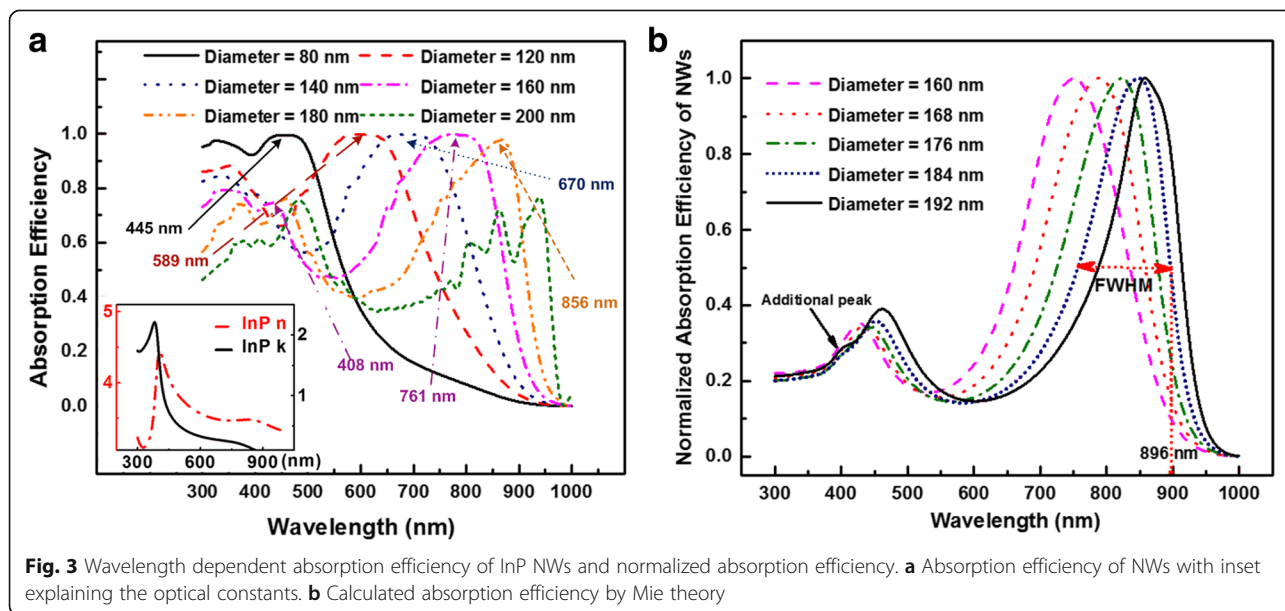 a
Diameter = 80 nm
Diameter = 120 nm
Diameter = 140 nm
Diameter = 160 nm
Diameter = 180 nm
Diameter = 200 nm
Absorption Efficiency
1.0
0.8
0.6
0.4
0.2
0.0
445 nm
589 nm
408 nm
761 nm
670 nm
856 nm
InP n
InP k
5
4
2
1
300 600 900 (nm)
300 400 500 600 700 800 900 1000
Wavelength (nm)
b
Diameter = 160 nm
Diameter = 168 nm
Diameter = 176 nm
Diameter = 184 nm
Diameter = 192 nm
Normalized Absorption Efficiency of NWs
1.0
0.8
0.6
0.4
0.2
0.0
Additional peak
FWHM
896 nm
300 400 500 600 700 800 900 1000
Wavelength (nm)
Fig. 3 Wavelength dependent absorption efficiency of InP NWs and normalized absorption efficiency. a Absorption efficiency of NWs with inset
explaining the optical constants. b Calculated absorption efficiency by Mie theory